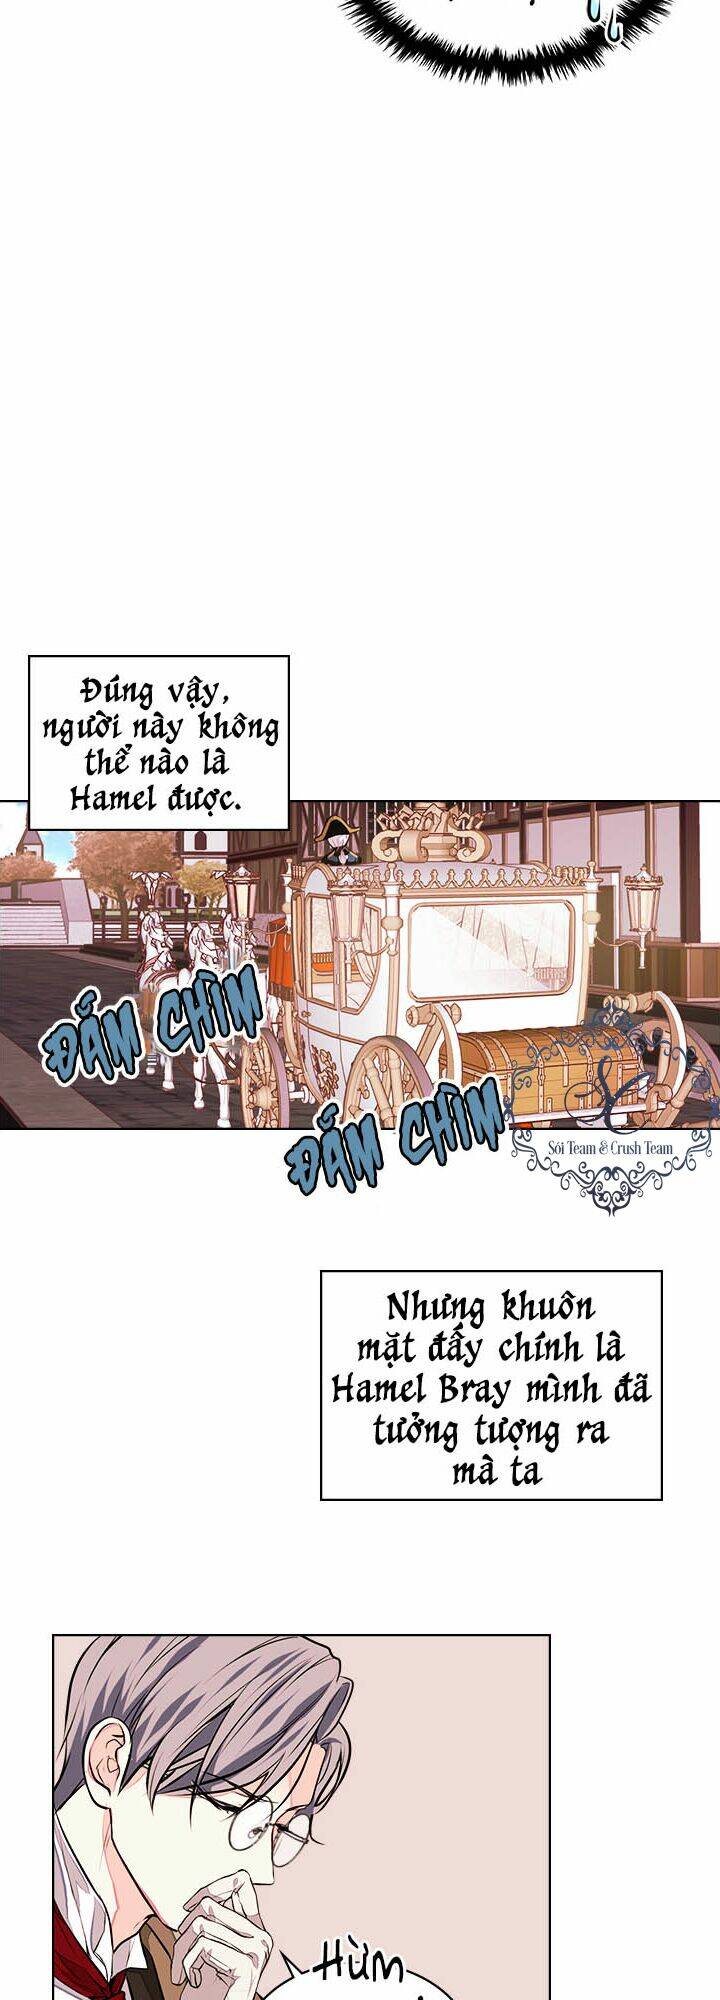 Đúng vậy,
người này không
thể nào là
Hamel được.
ĐẮM CHÌM
ĐẮM CHÌM
Sói Team & Crush Team
Nhưng khuôn
mặt đấy chính là
Hamel Bray mình đã
tưởng tượng ra
mà ta
Hừm